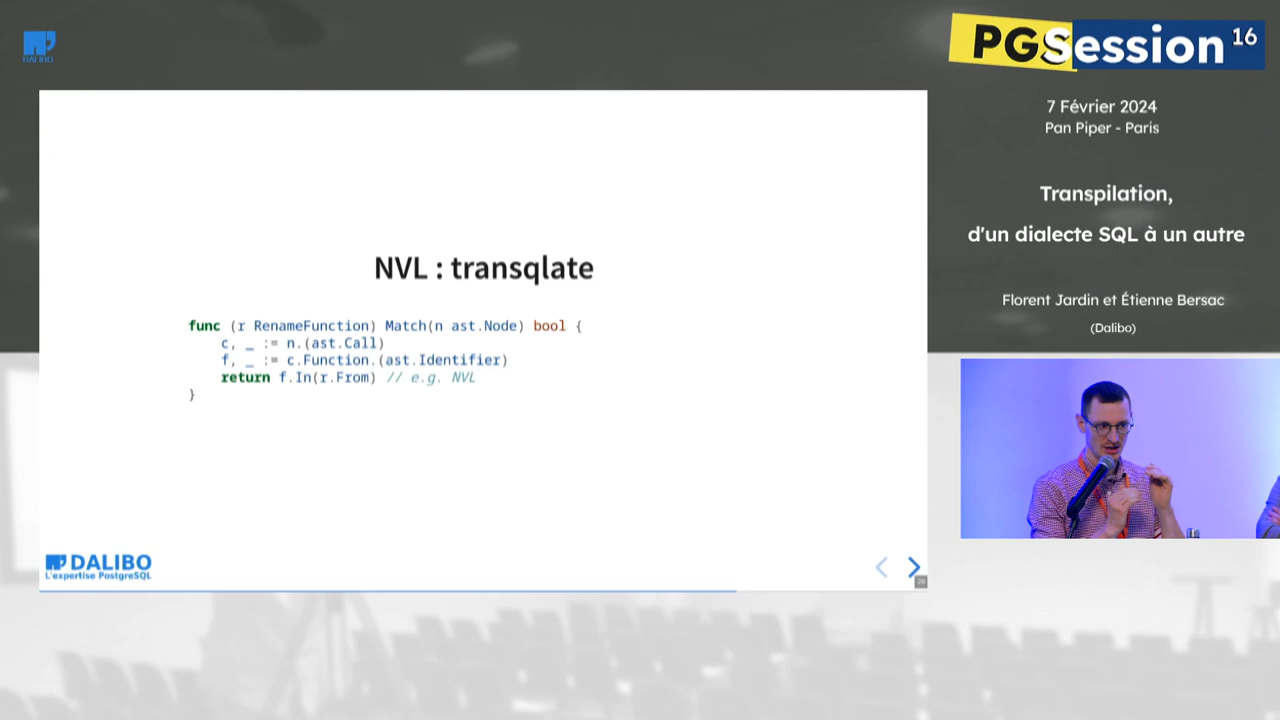 DALIBO
PGSession 16
7 Février 2024
Pan Piper - Paris
Transpilation,
d'un dialecte SQL à un autre
Florent Jardin et Étienne Bersac
(Dalibo)
NVL : transqlate
func (r RenameFunction) Match(n ast.Node) bool {
    c, _ := n.(ast.Call)
    f, _ := c.Function.(ast.Identifier)
    return f.In(r.From) // e.g. NVL
}
DALIBO
L'expertise PostgreSQL